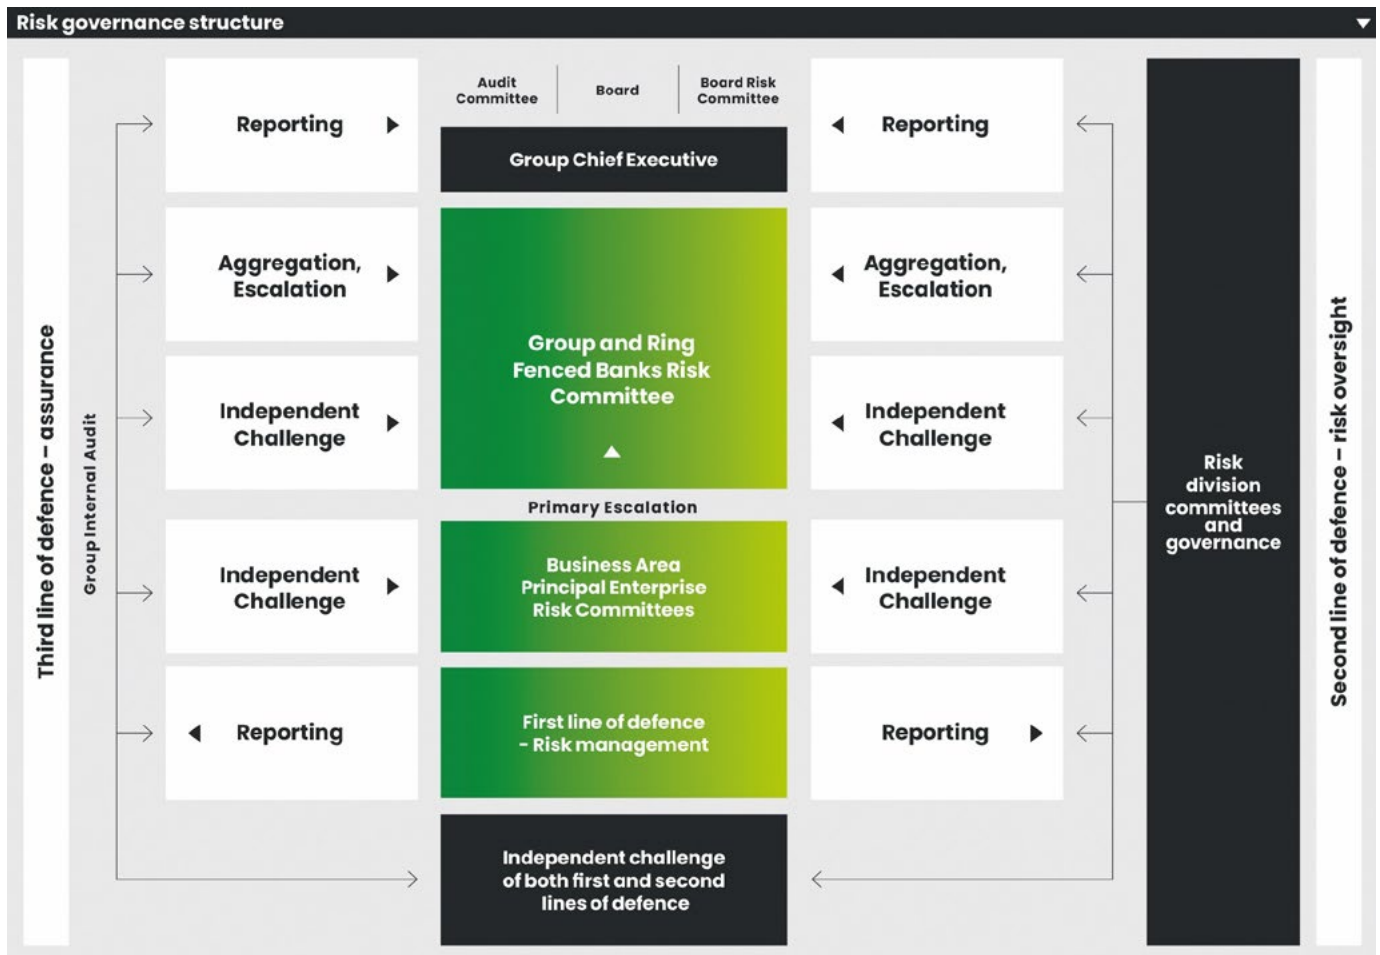 Risk governance structure
Third line of defence – assurance
Group Internal Audit
Reporting
Aggregation,
Escalation
Independent
Challenge
Independent
Challenge
Reporting
Audit
Committee
Board
Board Risk
Committee
Group Chief Executive
Group and Ring
Fenced Banks Risk
Committee
Primary Escalation
Business Area
Principal Enterprise
Risk Committees
First line of defence
- Risk management
Independent challenge
of both first and second
lines of defence
Reporting
Aggregation,
Escalation
Independent
Challenge
Independent
Challenge
Reporting
Risk
division
committees
and
governance
Second line of defence – risk oversight